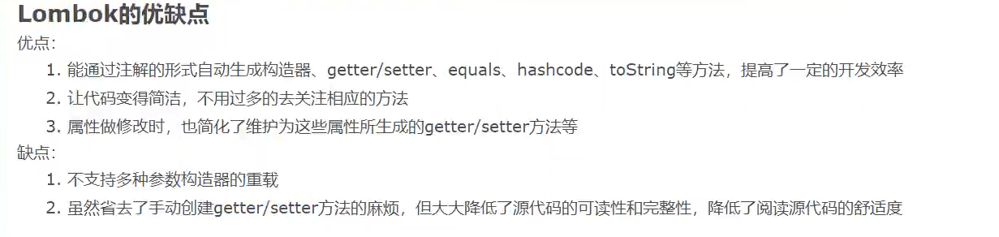 Lombok的优缺点
优点：
1. 能通过注解的形式自动生成构造器、getter/setter、equals、hashcode、toString等方法，提高了一定的开发效率
2. 让代码变得简洁，不用过多的去关注相应的方法
3. 属性做修改时，也简化了维护为这些属性所生成的getter/setter方法等
缺点：
1. 不支持多种参数构造器的重载
2. 虽然省去了手动创建getter/setter方法的麻烦，但大大降低了源代码的可读性和完整性，降低了阅读源代码的舒适度